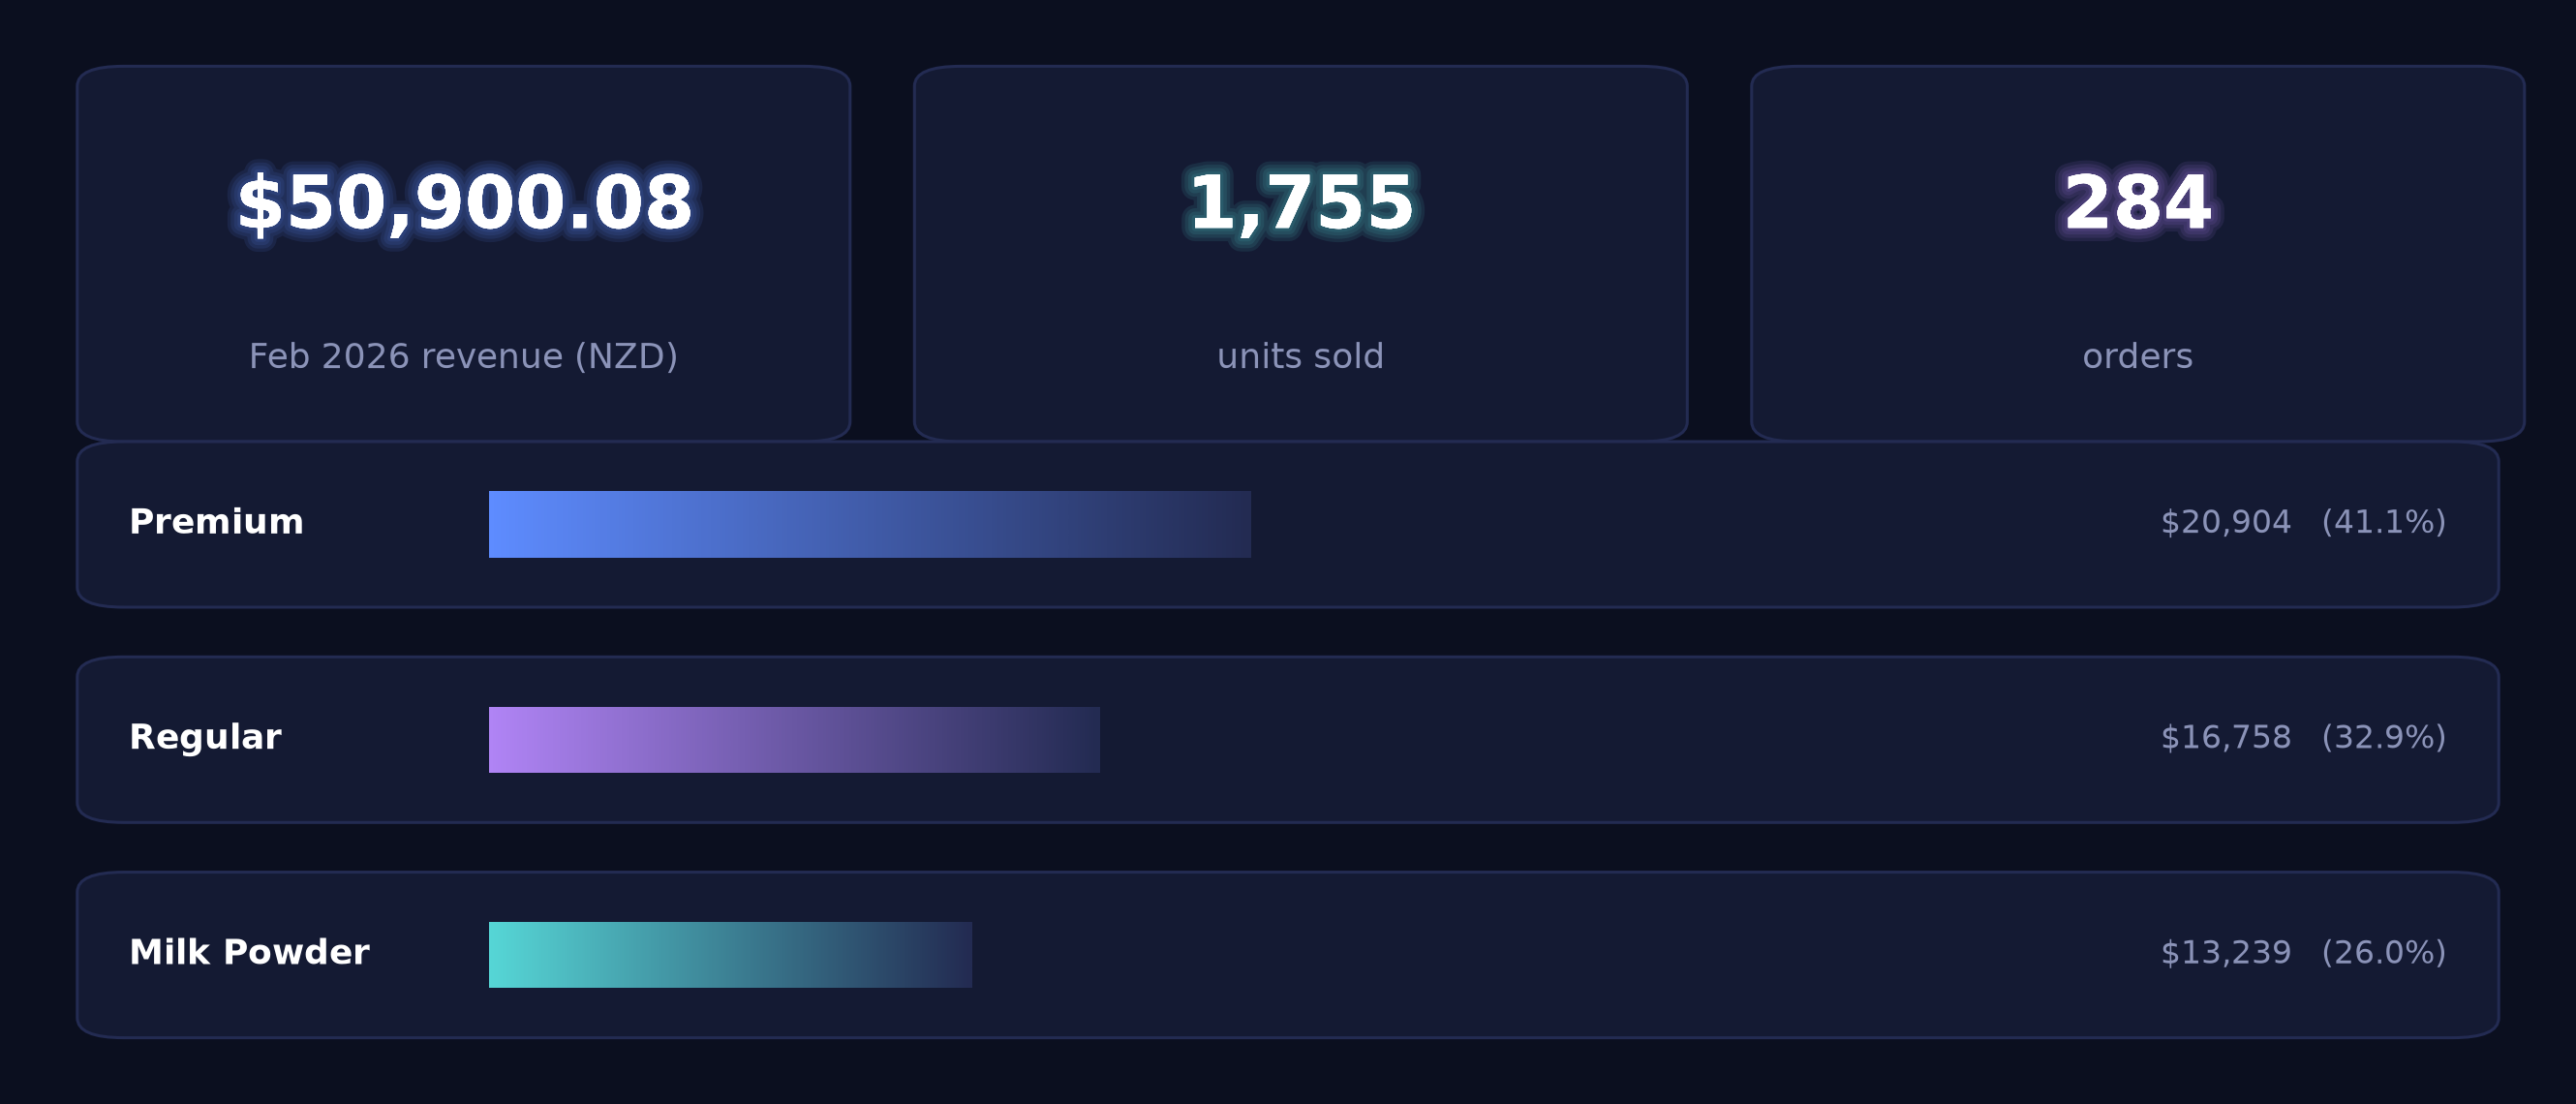 $50,900.08
Feb 2026 revenue (NZD)
1,755
units sold
284
orders
Premium $20,904 (41.1%)
Regular $16,758 (32.9%)
Milk Powder $13,239 (26.0%)